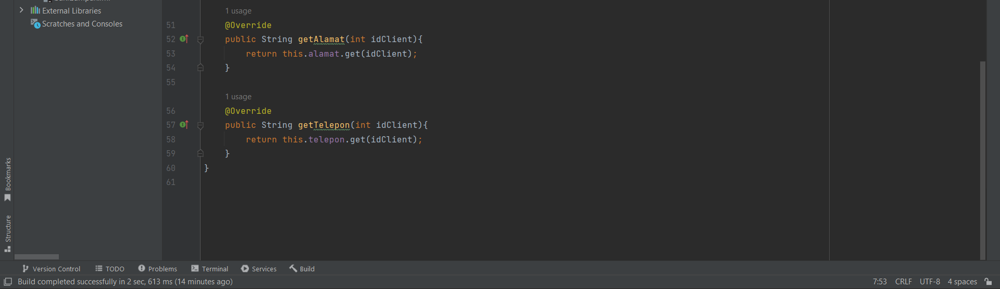 External Libraries
Scratches and Consoles
1 usage
51 @Override
52 public String getAlamat(int idClient){
53 return this.alamat.get(idClient);
54 }
55
1 usage
56 @Override
57 public String getTelepon(int idClient){
58 return this.telepon.get(idClient);
59 }
60 }
61
Bookmarks
Structure
Version Control TODO Problems Terminal Services Build
Build completed successfully in 2 sec, 613 ms (14 minutes ago) 7:53 CRLF UTF-8 4 spaces